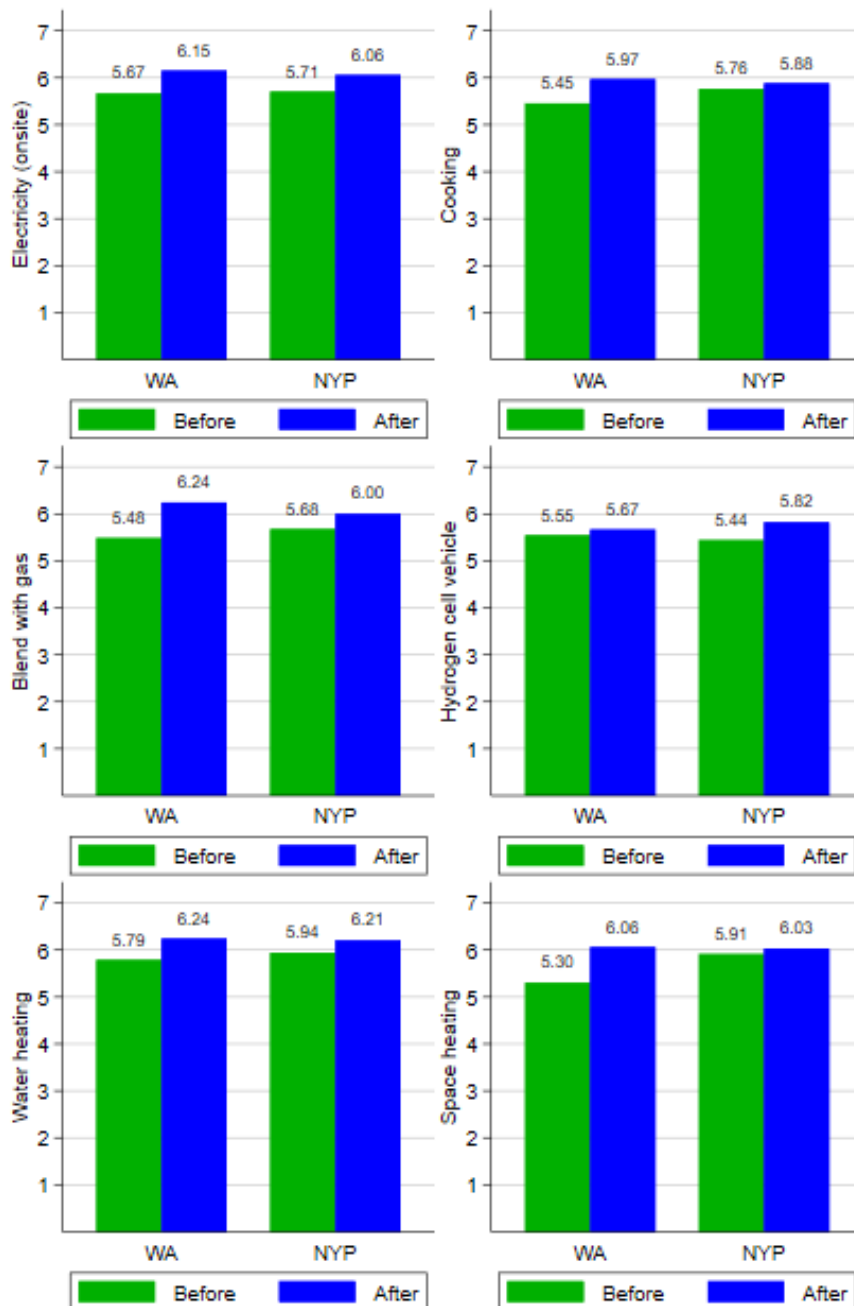 Electricity (onsite)
7
6
5
4
3
2
1
5.67
6.15
5.71
6.06
WA
NYP
Before
After
Cooking
7
6
5
4
3
2
1
5.45
5.97
5.76
5.88
WA
NYP
Before
After
Blend with gas
7
6
5
4
3
2
1
5.48
6.24
5.68
6.00
WA
NYP
Before
After
Hydrogen cell vehicle
7
6
5
4
3
2
1
5.55
5.67
5.44
5.82
WA
NYP
Before
After
Water heating
7
6
5
4
3
2
1
5.79
6.24
5.94
6.21
WA
NYP
Before
After
Space heating
7
6
5
4
3
2
1
5.30
6.06
5.91
6.03
WA
NYP
Before
After